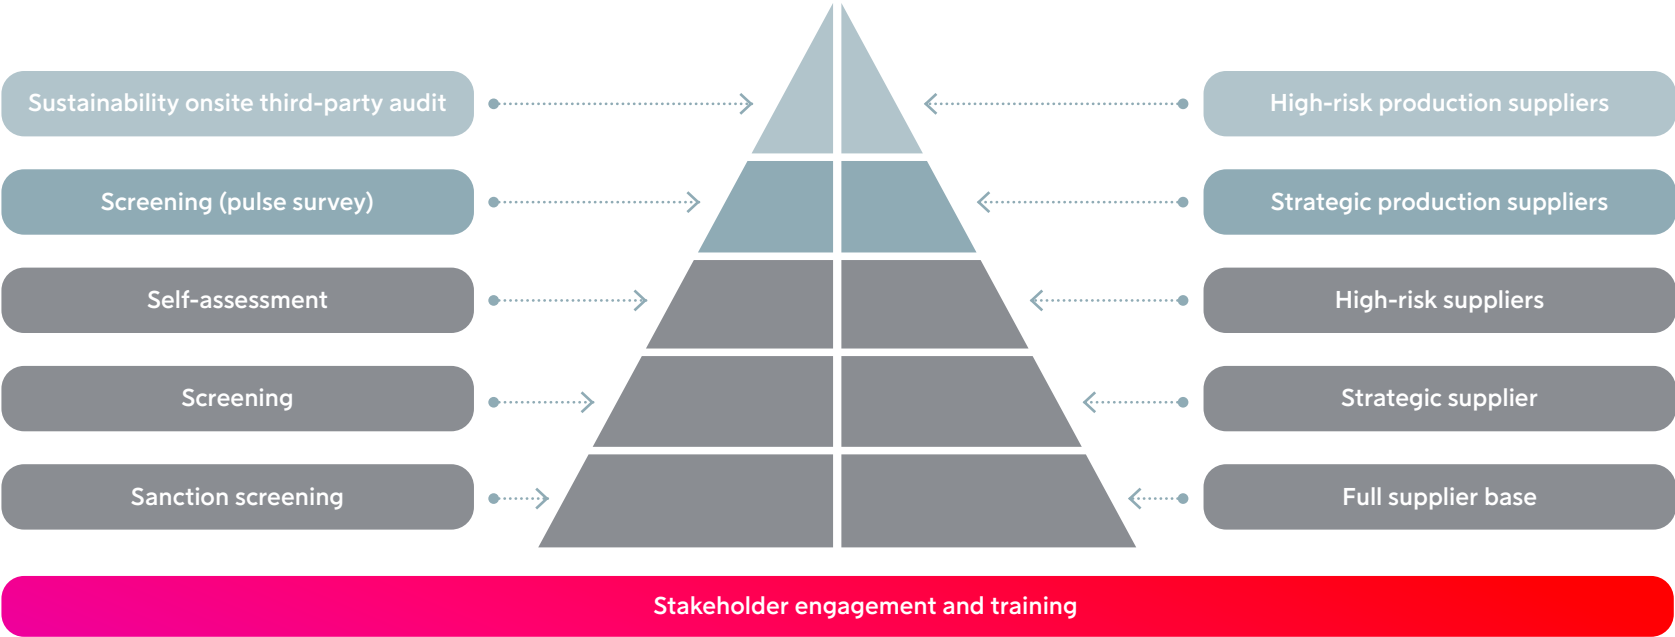 Sustainability onsite third-party audit
High-risk production suppliers
Screening (pulse survey)
Strategic production suppliers
Self-assessment
High-risk suppliers
Screening
Strategic supplier
Sanction screening
Full supplier base
Stakeholder engagement and training